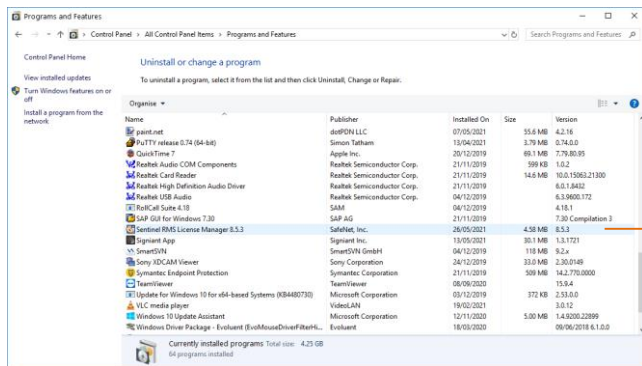 Programs and Features
Control Panel > All Control Panel Items > Programs and Features
Search Programs and Features
Control Panel Home
View installed updates
Turn Windows features on or off
Install a program from the network
Uninstall or change a program
To uninstall a program, select it from the list and then click Uninstall, Change or Repair.
Organise
Name Publisher Installed On Size Version
paint.net dotPDN LLC 07/05/2021 55.6 MB 4.2.16
PuTTY release 0.74 (64-bit) Simon Tatham 13/04/2021 3.79 MB 0.74.0.0
QuickTime 7 Apple Inc. 20/12/2019 69.1 MB 7.79.80.95
Realtek Audio COM Components Realtek Semiconductor Corp. 21/11/2019 599 KB 1.0.2
Realtek Card Reader Realtek Semiconductor Corp. 21/11/2019 14.6 MB 10.0.15063.21300
Realtek High Definition Audio Driver Realtek Semiconductor Corp. 21/11/2019 6.0.1.8432
Realtek USB Audio Realtek Semiconductor Corp. 04/12/2019 6.3.9600.172
RollCall Suite 4.18 SAM 04/12/2019 4.18.1
SAP GUI for Windows 7.30 SAP AG 21/11/2019 7.30 Compilation 3
Sentinel RMS License Manager 8.5.3 SafeNet, Inc. 26/05/2021 4.58 MB 8.5.3
Signiant App Signiant Inc. 13/05/2021 30.1 MB 1.3.1721
SmartSVN SmartSVN GmbH 04/12/2019 118 MB 9.2.x
Sony XDCAM Viewer Sony Corporation 24/12/2019 33.0 MB 2.30.0149
Symantec Endpoint Protection Symantec Corporation 21/11/2019 509 MB 14.2.770.0000
TeamViewer TeamViewer 08/09/2020 15.9.4
Update for Windows 10 for x64-based Systems (KB4480730) Microsoft Corporation 03/12/2019 372 KB 2.53.0.0
VLC media player VideoLAN 19/02/2021 3.0.12
Windows 10 Update Assistant Microsoft Corporation 12/11/2020 5.00 MB 1.4.9200.22899
Windows Driver Package - Evoluent (EvoMouseDriverFilterHi... Evoluent 18/03/2020 09/06/2018 6.1.0.0
Currently installed programs Total size: 4.25 GB
64 programs installed